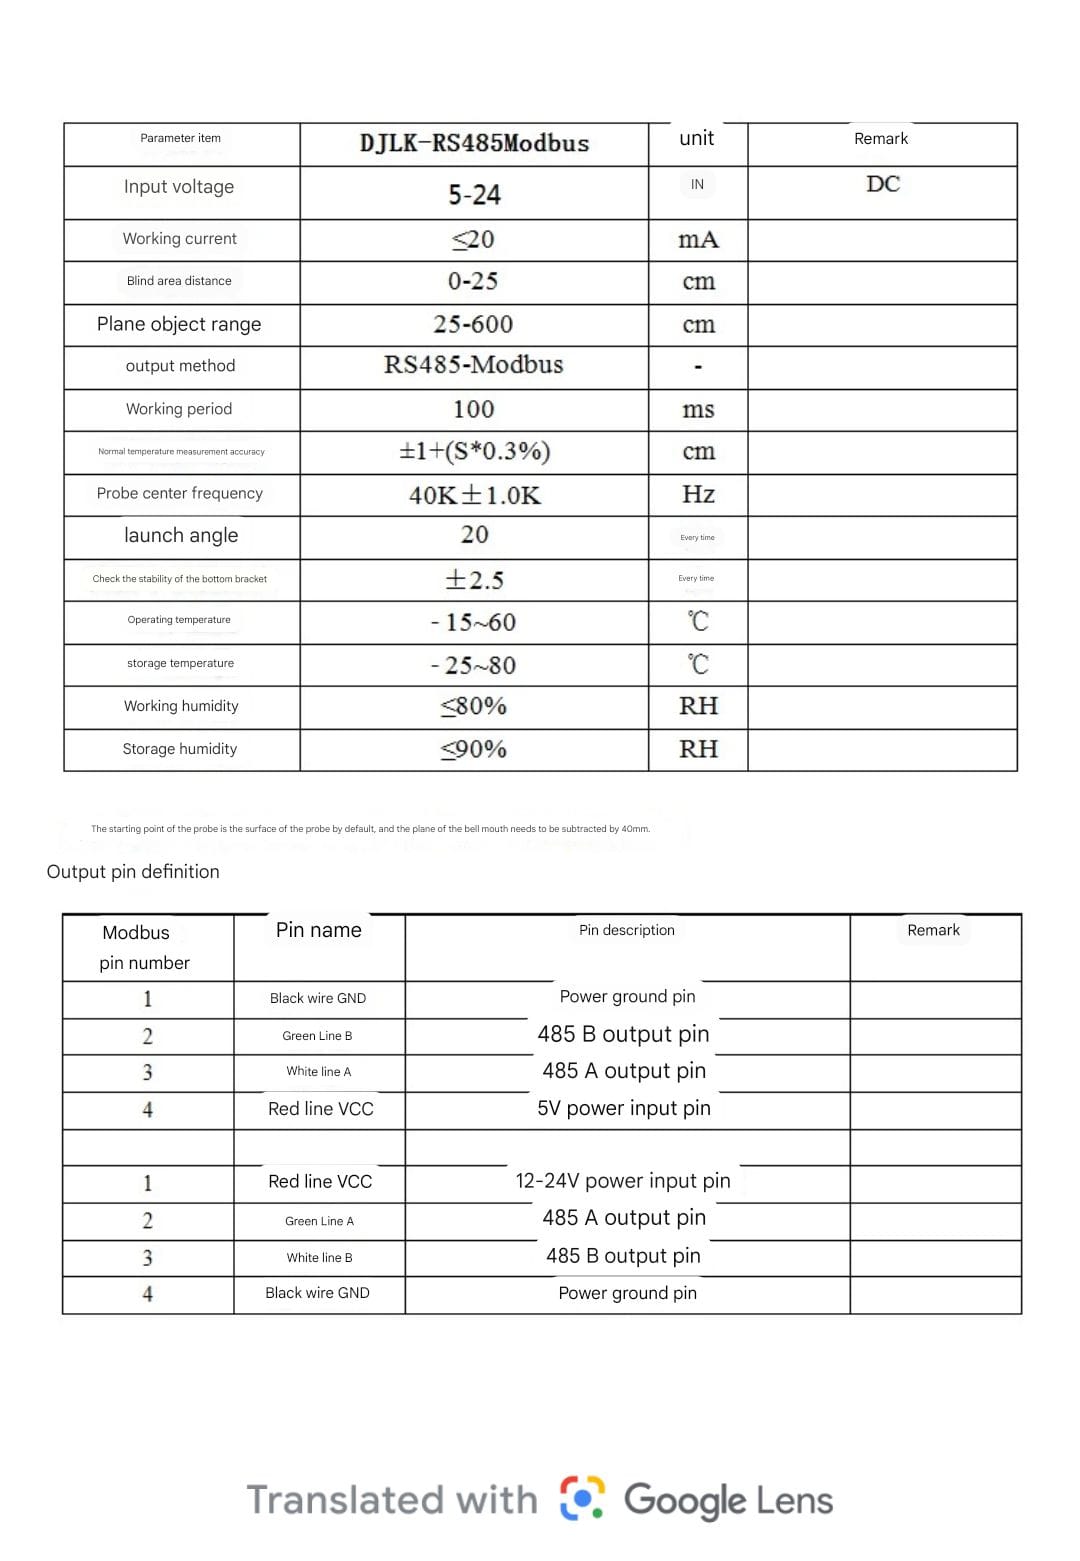 Parameter item DJLK-RS485Modbus unit Remark
Input voltage 5-24 IN DC
Working current ≤20 mA
Blind area distance 0-25 cm
Plane object range 25-600 cm
output method RS485-Modbus -
Working period 100 ms
Normal temperature measurement accuracy ±1+(S*0.3%) cm
Probe center frequency 40K±1.0K Hz
launch angle 20 Every time
Check the stability of the bottom bracket ±2.5 Every time
Operating temperature - 15~60 ℃
storage temperature - 25~80 ℃
Working humidity ≤80% RH
Storage humidity ≤90% RH
The starting point of the probe is the surface of the probe by default, and the plane of the bell mouth needs to be subtracted by 40mm.
Output pin definition
Modbus Pin name Pin description Remark
pin number
1 Black wire GND Power ground pin
2 Green Line B 485 B output pin
3 White line A 485 A output pin
4 Red line VCC 5V power input pin
1 Red line VCC 12-24V power input pin
2 Green Line A 485 A output pin
3 White line B 485 B output pin
4 Black wire GND Power ground pin
Translated with Google Lens